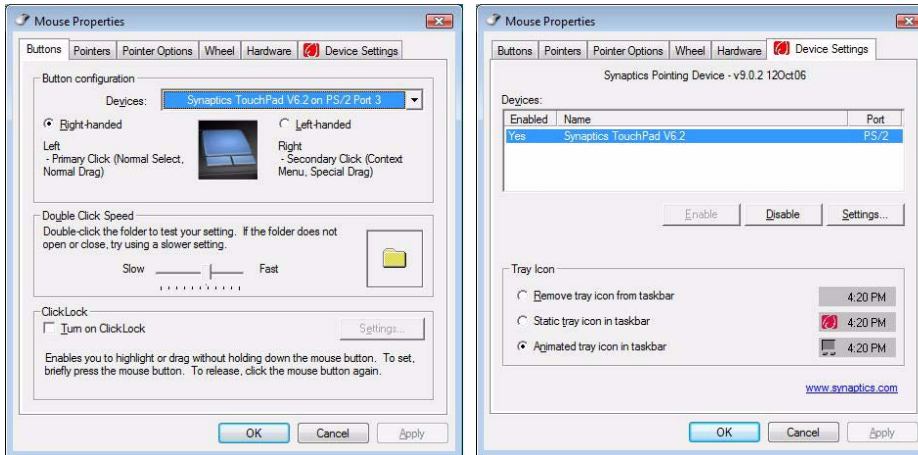 Mouse Properties
Buttons Pointers Pointer Options Wheel Hardware Device Settings
Button configuration
Devices: Synaptics TouchPad V6.2 on PS/2 Port 3
Right-handed
Left-handed
Left
- Primary Click (Normal Select,
Normal Drag)
Right
- Secondary Click (Context
Menu, Special Drag)
Double Click Speed
Double-click the folder to test your setting. If the folder does not
open or close, try using a slower setting.
Slow Fast
ClickLock
Turn on ClickLock
Settings...
Enables you to highlight or drag without holding down the mouse button. To set,
briefly press the mouse button. To release, click the mouse button again.
OK Cancel Apply
Mouse Properties
Buttons Pointers Pointer Options Wheel Hardware Device Settings
Synaptics Pointing Device - v9.0.2 12Oct06
Devices:
Enabled Name Port
Yes Synaptics TouchPad V6.2 PS/2
Enable Disable Settings...
Tray Icon
Remove tray icon from taskbar 4:20 PM
Static tray icon in taskbar 4:20 PM
Animated tray icon in taskbar 4:20 PM
www.synaptics.com
OK Cancel Apply